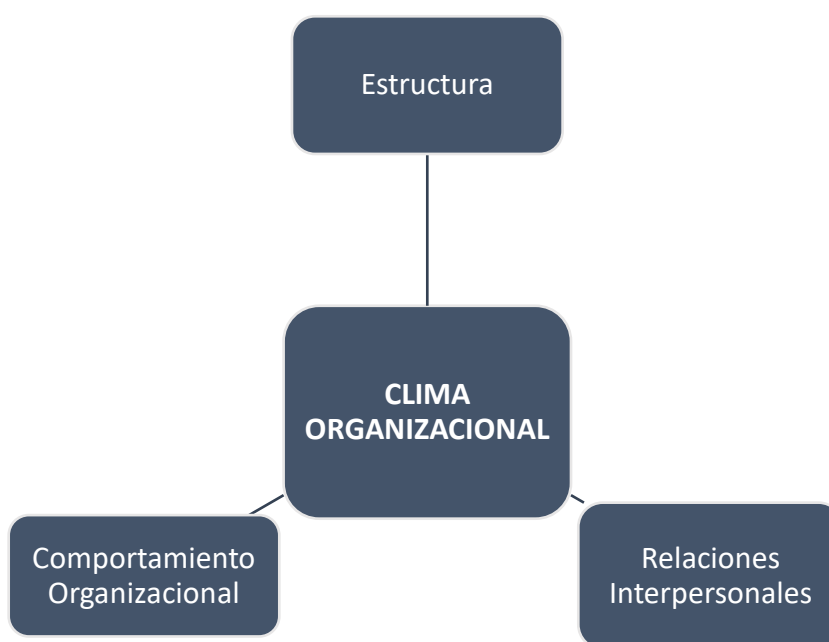 Estructura
CLIMA
ORGANIZACIONAL
Comportamiento
Organizacional
Relaciones
Interpersonales